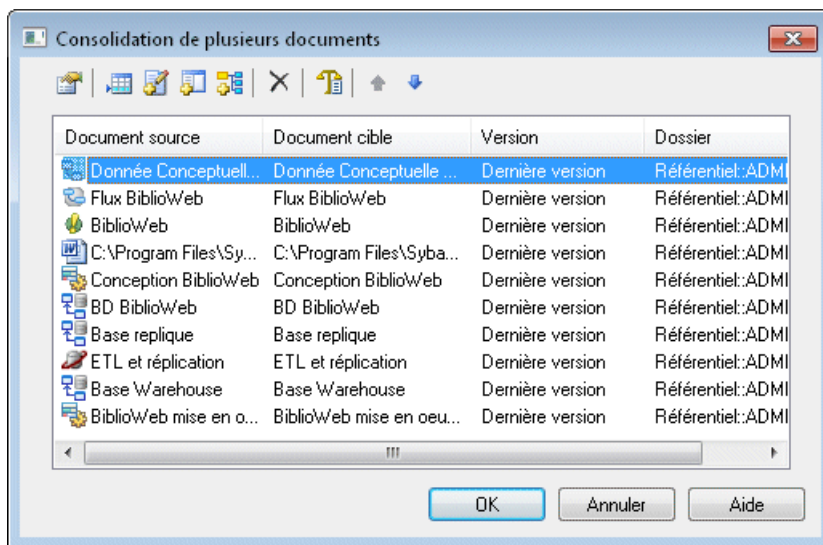 Consolidation de plusieurs documents
Document source Document cible Version Dossier
Donnée Conceptuell... Donnée Conceptuelle ... Dernière version Référentiel::ADMI
Flux BiblioWeb Flux BiblioWeb Dernière version Référentiel::ADMI
BiblioWeb BiblioWeb Dernière version Référentiel::ADMI
C:\Program Files\Sy... C:\Program Files\Syba... Dernière version Référentiel::ADMI
Conception BiblioWeb Conception BiblioWeb Dernière version Référentiel::ADMI
BD BiblioWeb BD BiblioWeb Dernière version Référentiel::ADMI
Base replique Base replique Dernière version Référentiel::ADMI
ETL et réplication ETL et réplication Dernière version Référentiel::ADMI
Base Warehouse Base Warehouse Dernière version Référentiel::ADMI
BiblioWeb mise en o... BiblioWeb mise en oeu... Dernière version Référentiel::ADMI
OK Annuler Aide